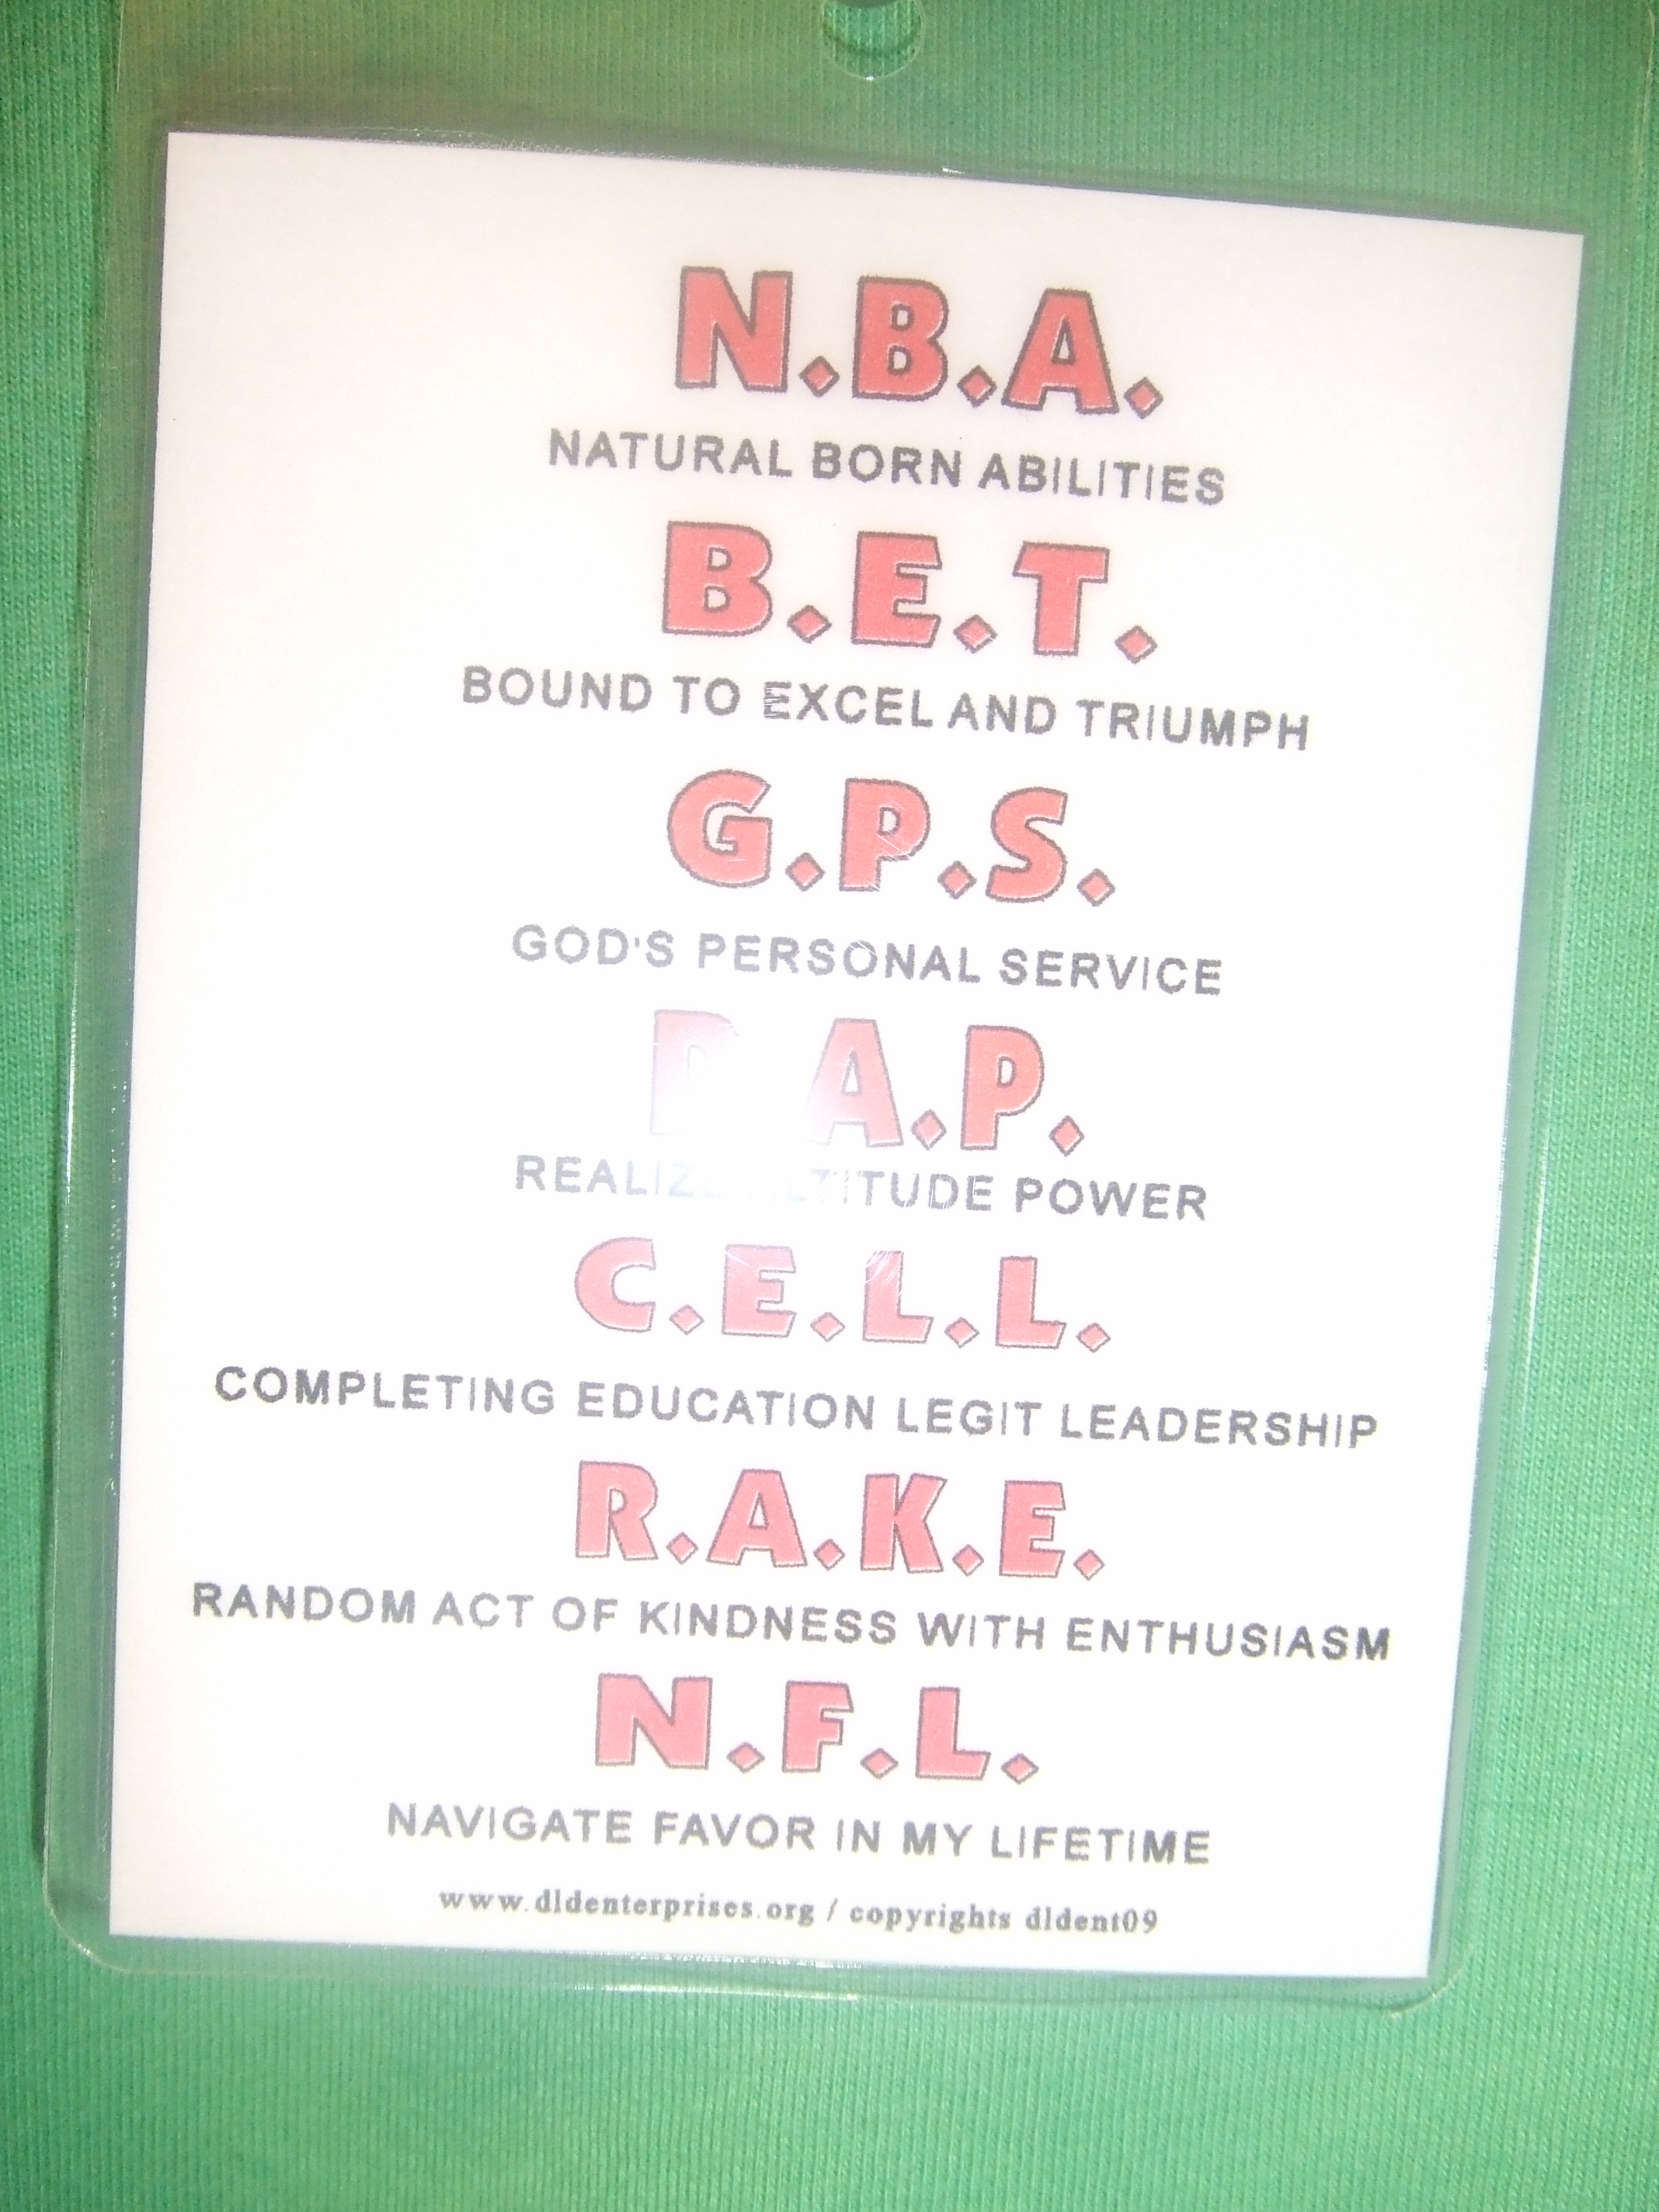 N.B.A.
NATURAL BORN ABILITIES
B.E.T.
BOUND TO EXCEL AND TRIUMPH
G.P.S.
GOD'S PERSONAL SERVICE
A.P.
POWER
C.E.L.L.
COMPLETING EDUCATION LEGIT LEADERSHIP
R.A.K.E.
RANDOM ACT OF KINDNESS WITH ENTHUSIASM
N.F.L.
NAVIGATE FAVOR IN MY LIFETIME
www.dldenterprises.org / copyrights dldent09